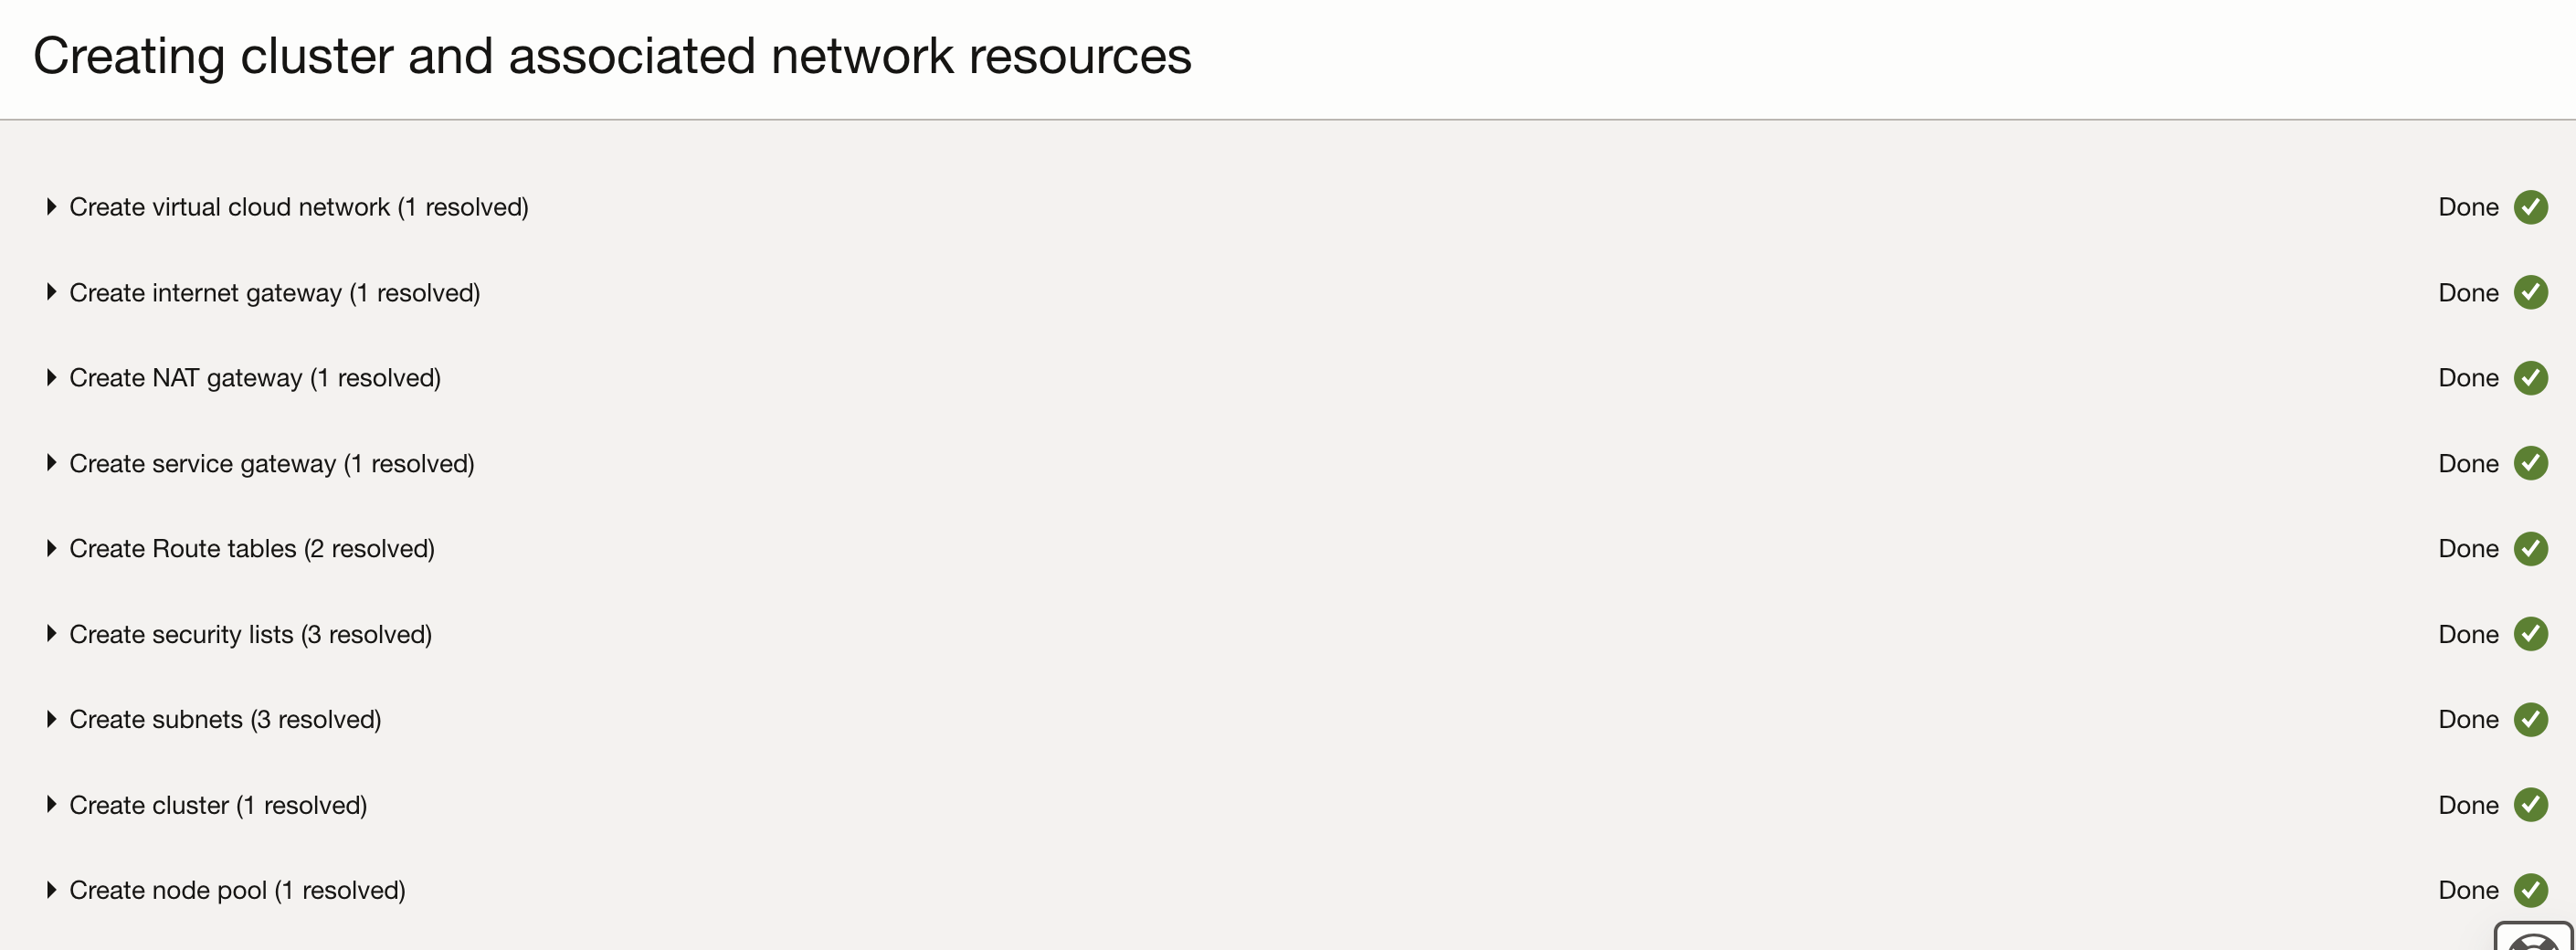 Creating cluster and associated network resources
Create virtual cloud network (1 resolved) Done
Create internet gateway (1 resolved) Done
Create NAT gateway (1 resolved) Done
Create service gateway (1 resolved) Done
Create Route tables (2 resolved) Done
Create security lists (3 resolved) Done
Create subnets (3 resolved) Done
Create cluster (1 resolved) Done
Create node pool (1 resolved) Done